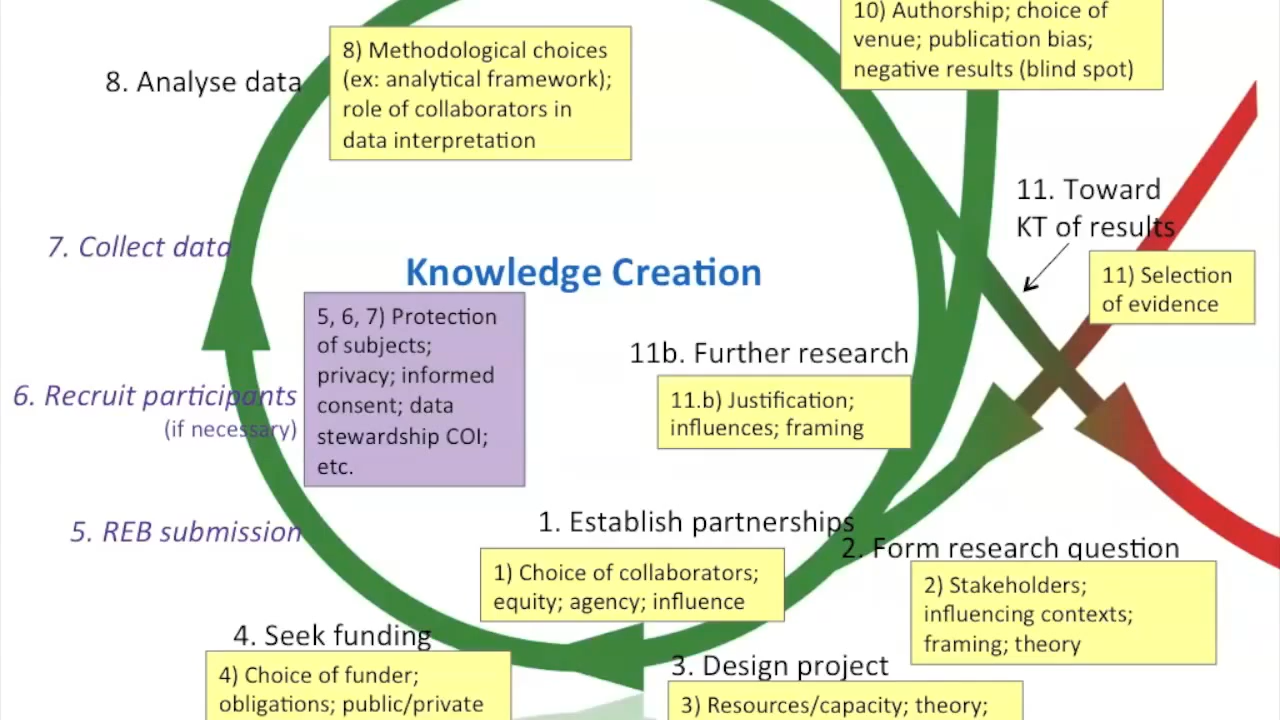 10) Authorship; choice of
venue; publication bias;
negative results (blind spot)
8. Analyse data
8) Methodological choices
(ex: analytical framework);
role of collaborators in
data interpretation
11. Toward
KT of results
11) Selection
of evidence
7. Collect data
Knowledge Creation
5, 6, 7) Protection
of subjects;
privacy; informed
consent; data
stewardship COI;
etc.
11b. Further research
11.b) Justification;
influences; framing
6. Recruit participants
(if necessary)
5. REB submission
1. Establish partnerships
1) Choice of collaborators;
equity; agency; influence
2. Form research question
2) Stakeholders;
influencing contexts;
framing; theory
4. Seek funding
4) Choice of funder;
obligations; public/private
3. Design project
3) Resources/capacity; theory;